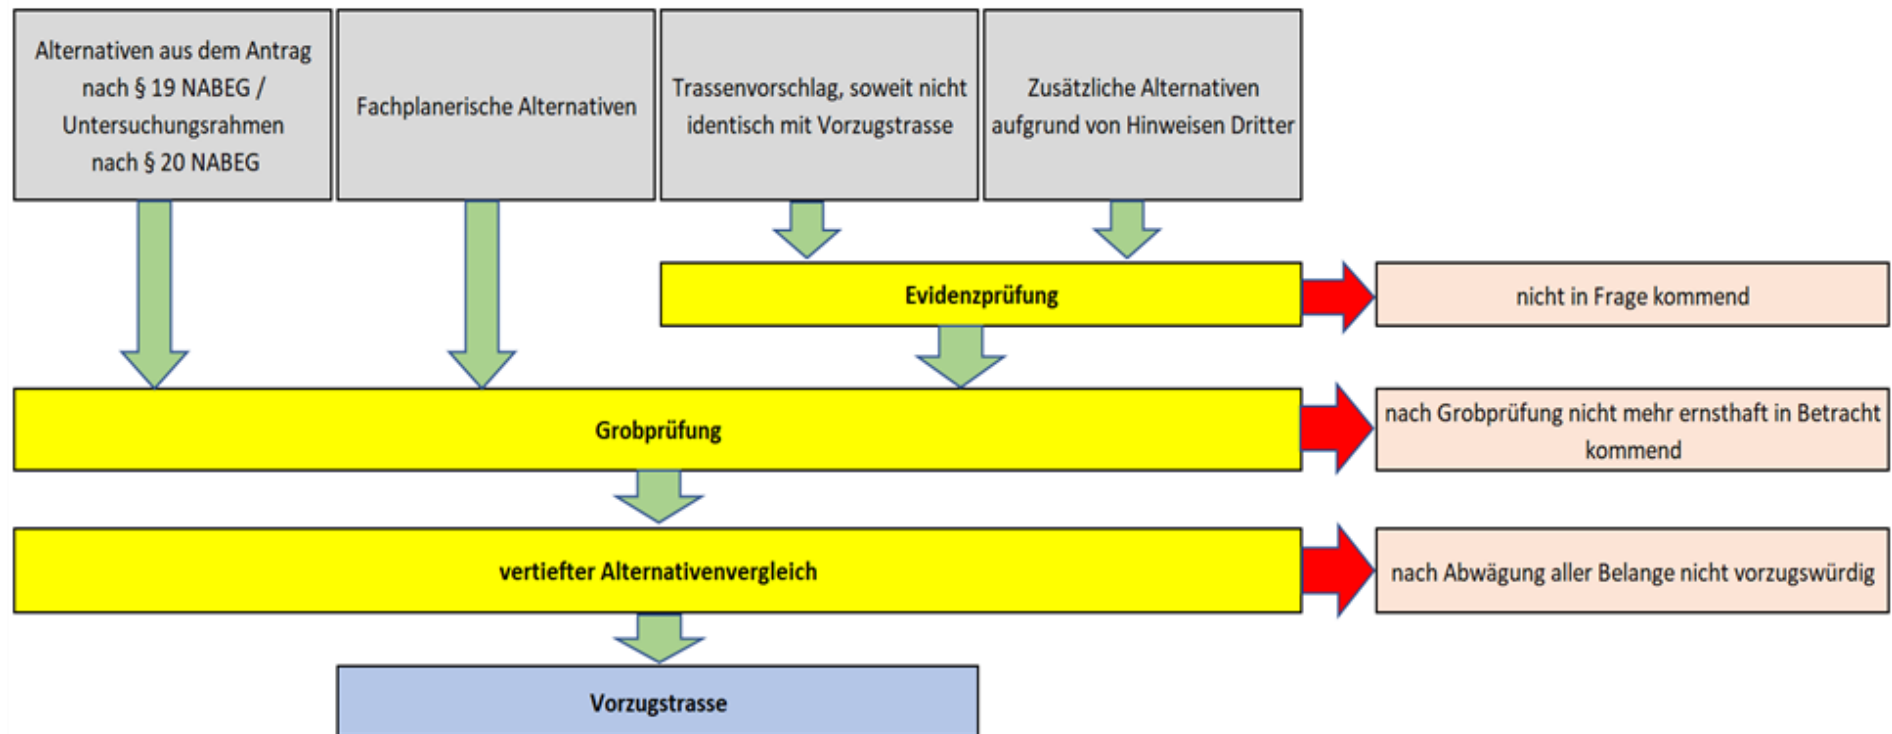 Alternativen aus dem Antrag
nach § 19 NABEG /
Untersuchungsrahmen
nach § 20 NABEG
Fachplanerische Alternativen
Trassenvorschlag, soweit nicht
identisch mit Vorzugstrasse
Zusätzliche Alternativen
aufgrund von Hinweisen Dritter
Evidenzprüfung
nicht in Frage kommend
Grobprüfung
nach Grobprüfung nicht mehr ernsthaft in Betracht
kommend
vertiefter Alternativenvergleich
nach Abwägung aller Belange nicht vorzugswürdig
Vorzugstrasse